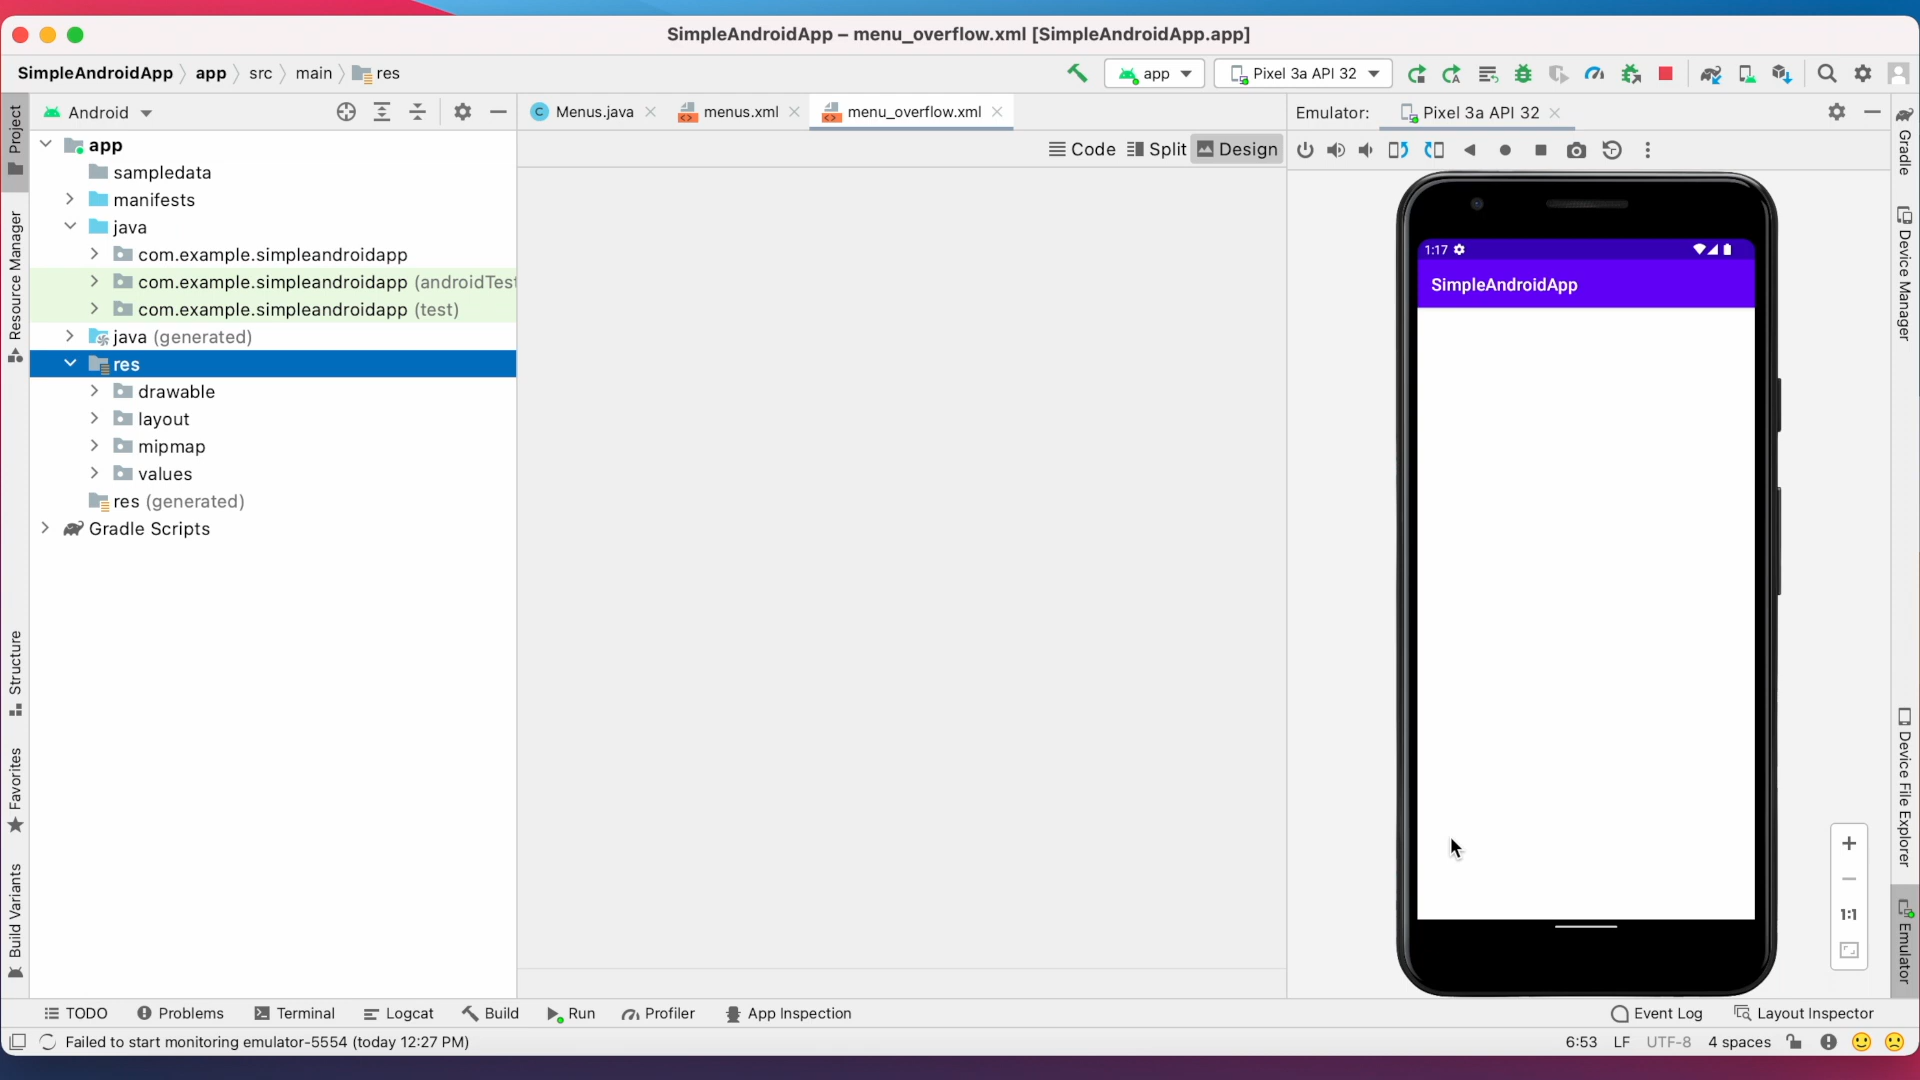 SimpleAndroidApp – menu_overflow.xml [SimpleAndroidApp.app]
SimpleAndroidApp app src main res
app
Pixel 3a API 32
Android
Menus.java
menus.xml
menu_overflow.xml
Emulator:
Pixel 3a API 32
Code
Split
Design
app
sampledata
manifests
java
com.example.simpleandroidapp
com.example.simpleandroidapp (androidTest
com.example.simpleandroidapp (test)
java (generated)
res
drawable
layout
mipmap
values
res (generated)
Gradle Scripts
Project
Resource Manager
Structure
Favorites
Build Variants
1:17
SimpleAndroidApp
1:1
Gradle
Device Manager
Device File Explorer
Emulator
TODO
Problems
Terminal
Logcat
Build
Run
Profiler
App Inspection
Event Log
Layout Inspector
Failed to start monitoring emulator-5554 (today 12:27 PM)
6:53 LF UTF-8 4 spaces